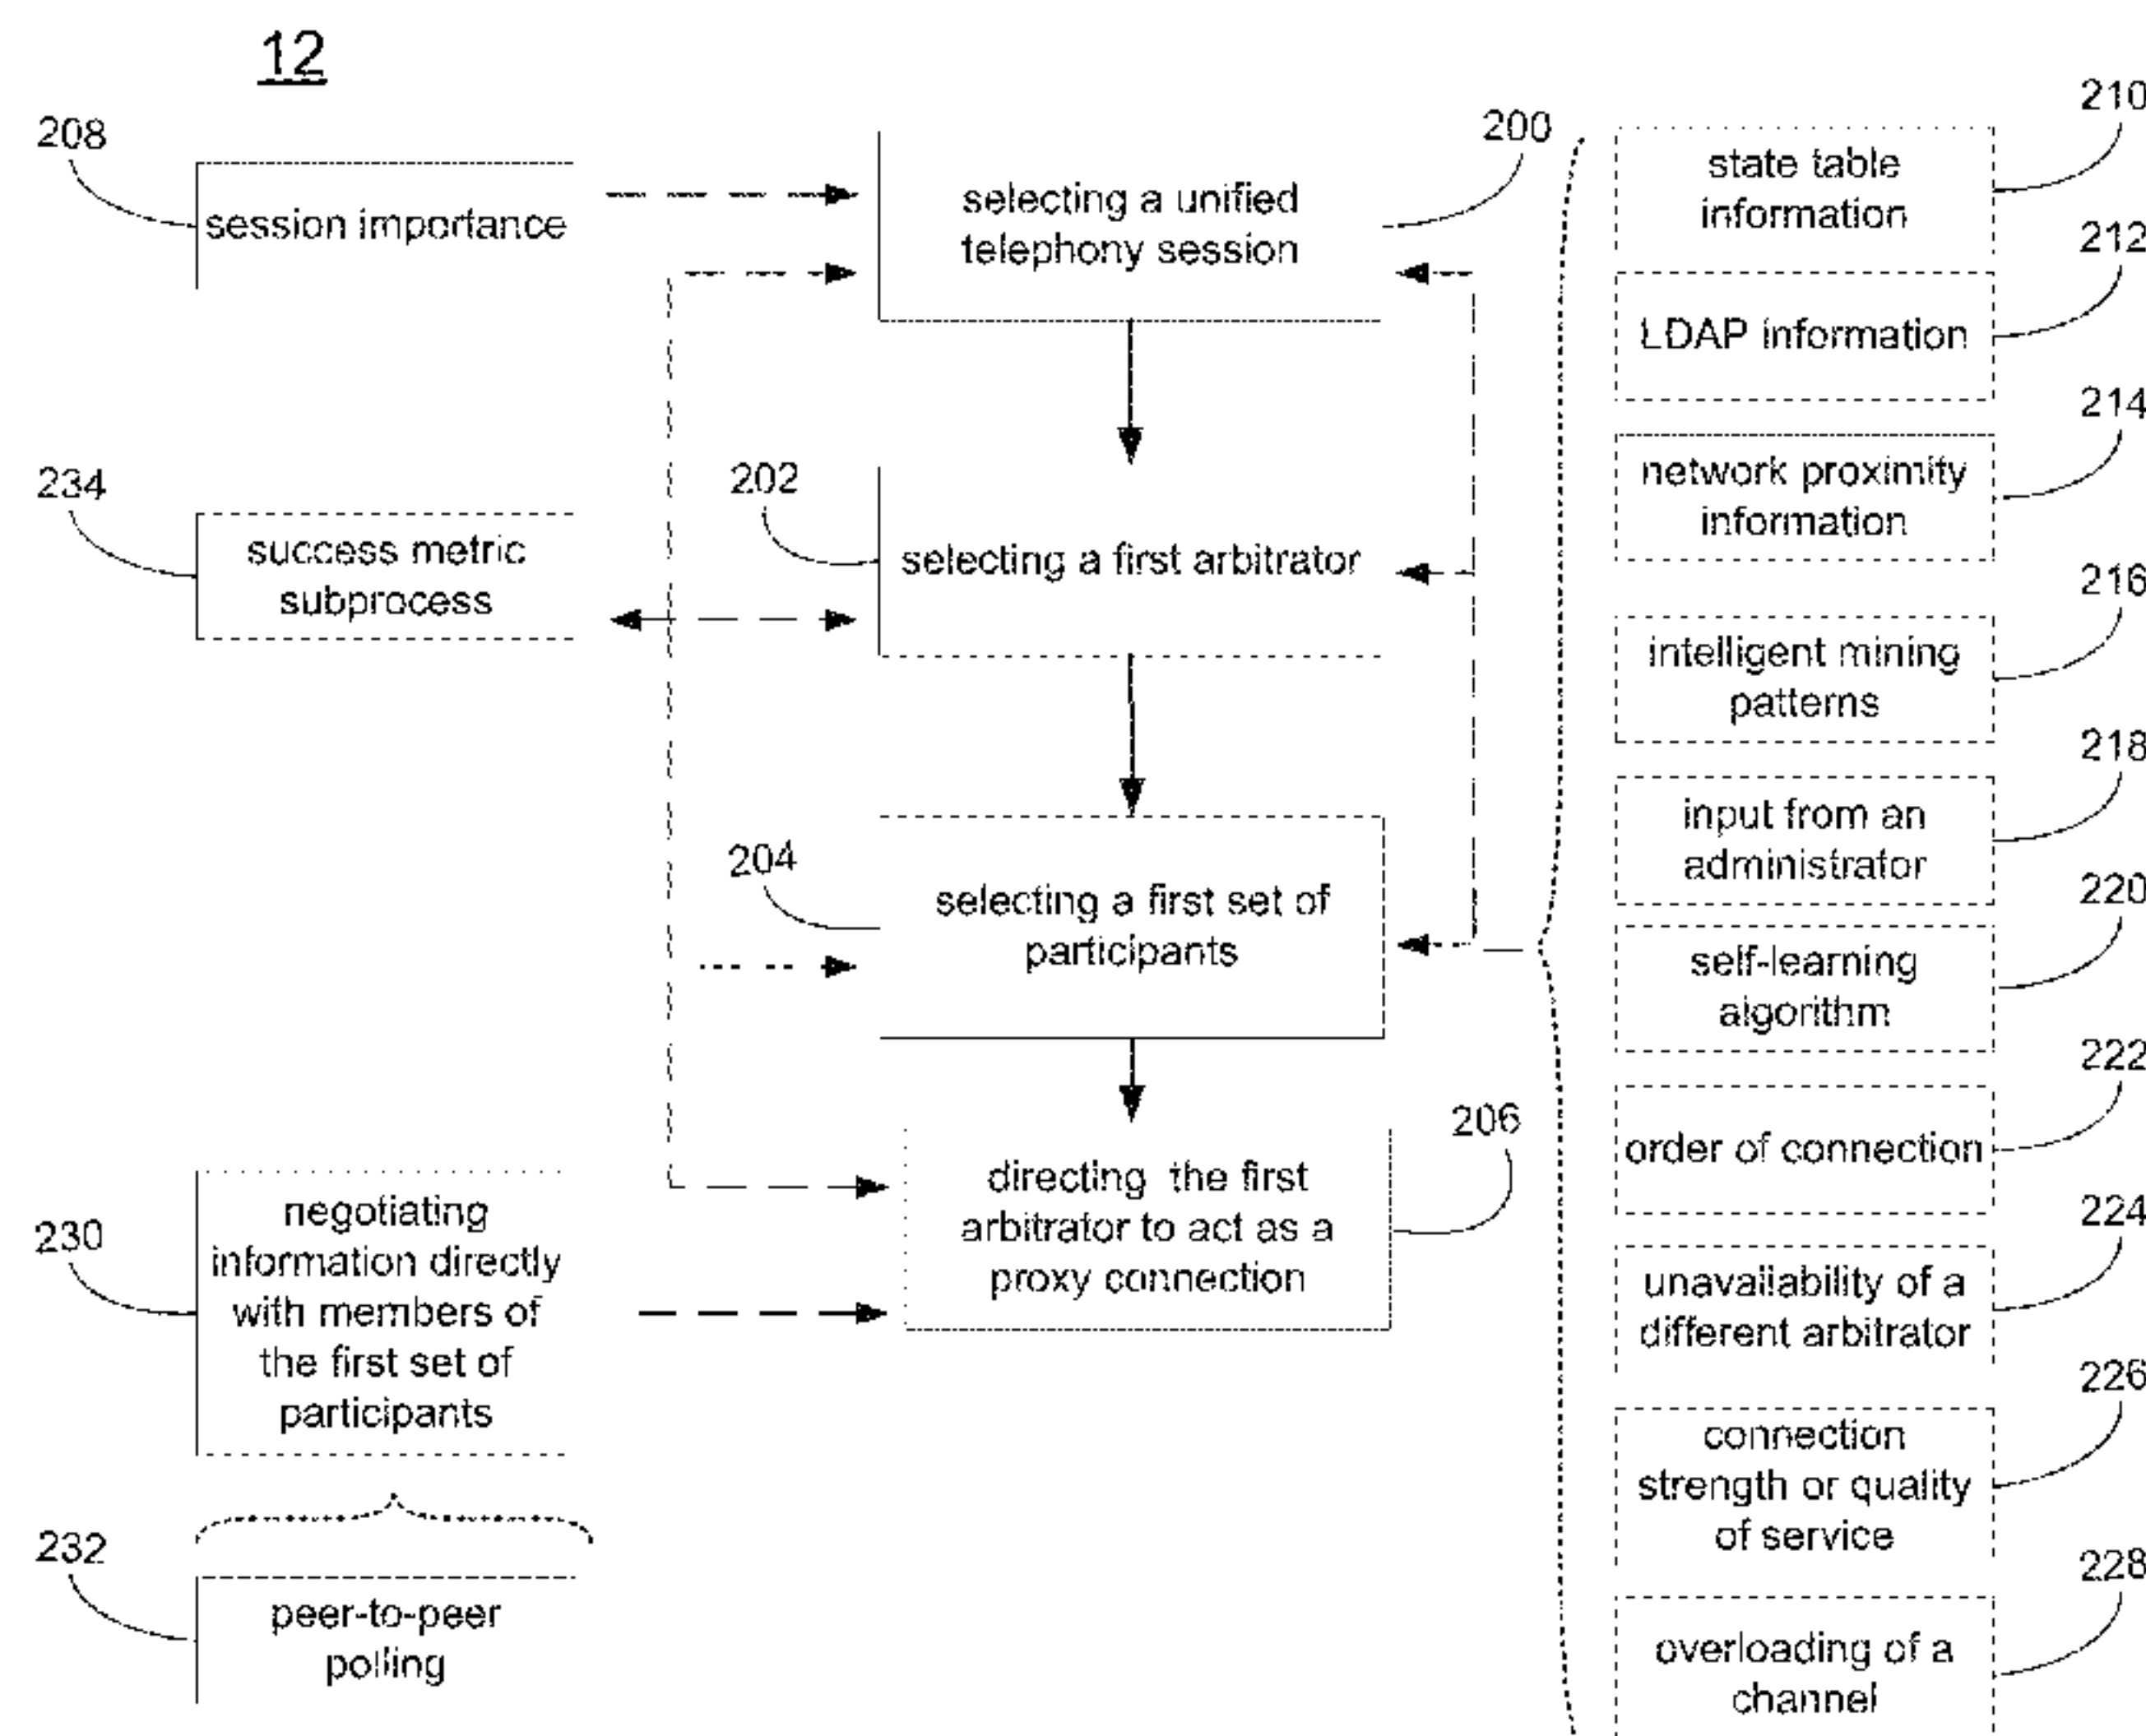 12
208
session importance
200
selecting a unified
telephony session
234
success metric
subprocess
202
selecting a first arbitrator
204
selecting a first set of
participants
206
directing the first
arbitrator to act as a
proxy connection
230
negotiating
information directly
with members of
the first set of
participants
232
peer-to-peer
polling
210
state table
information
212
LDAP information
214
network proximity
information
216
intelligent mining
patterns
218
input from an
administrator
220
self-learning
algorithm
222
order of connection
224
unavailability of a
different arbitrator
226
connection
strength or quality
of service
228
overloading of a
channel